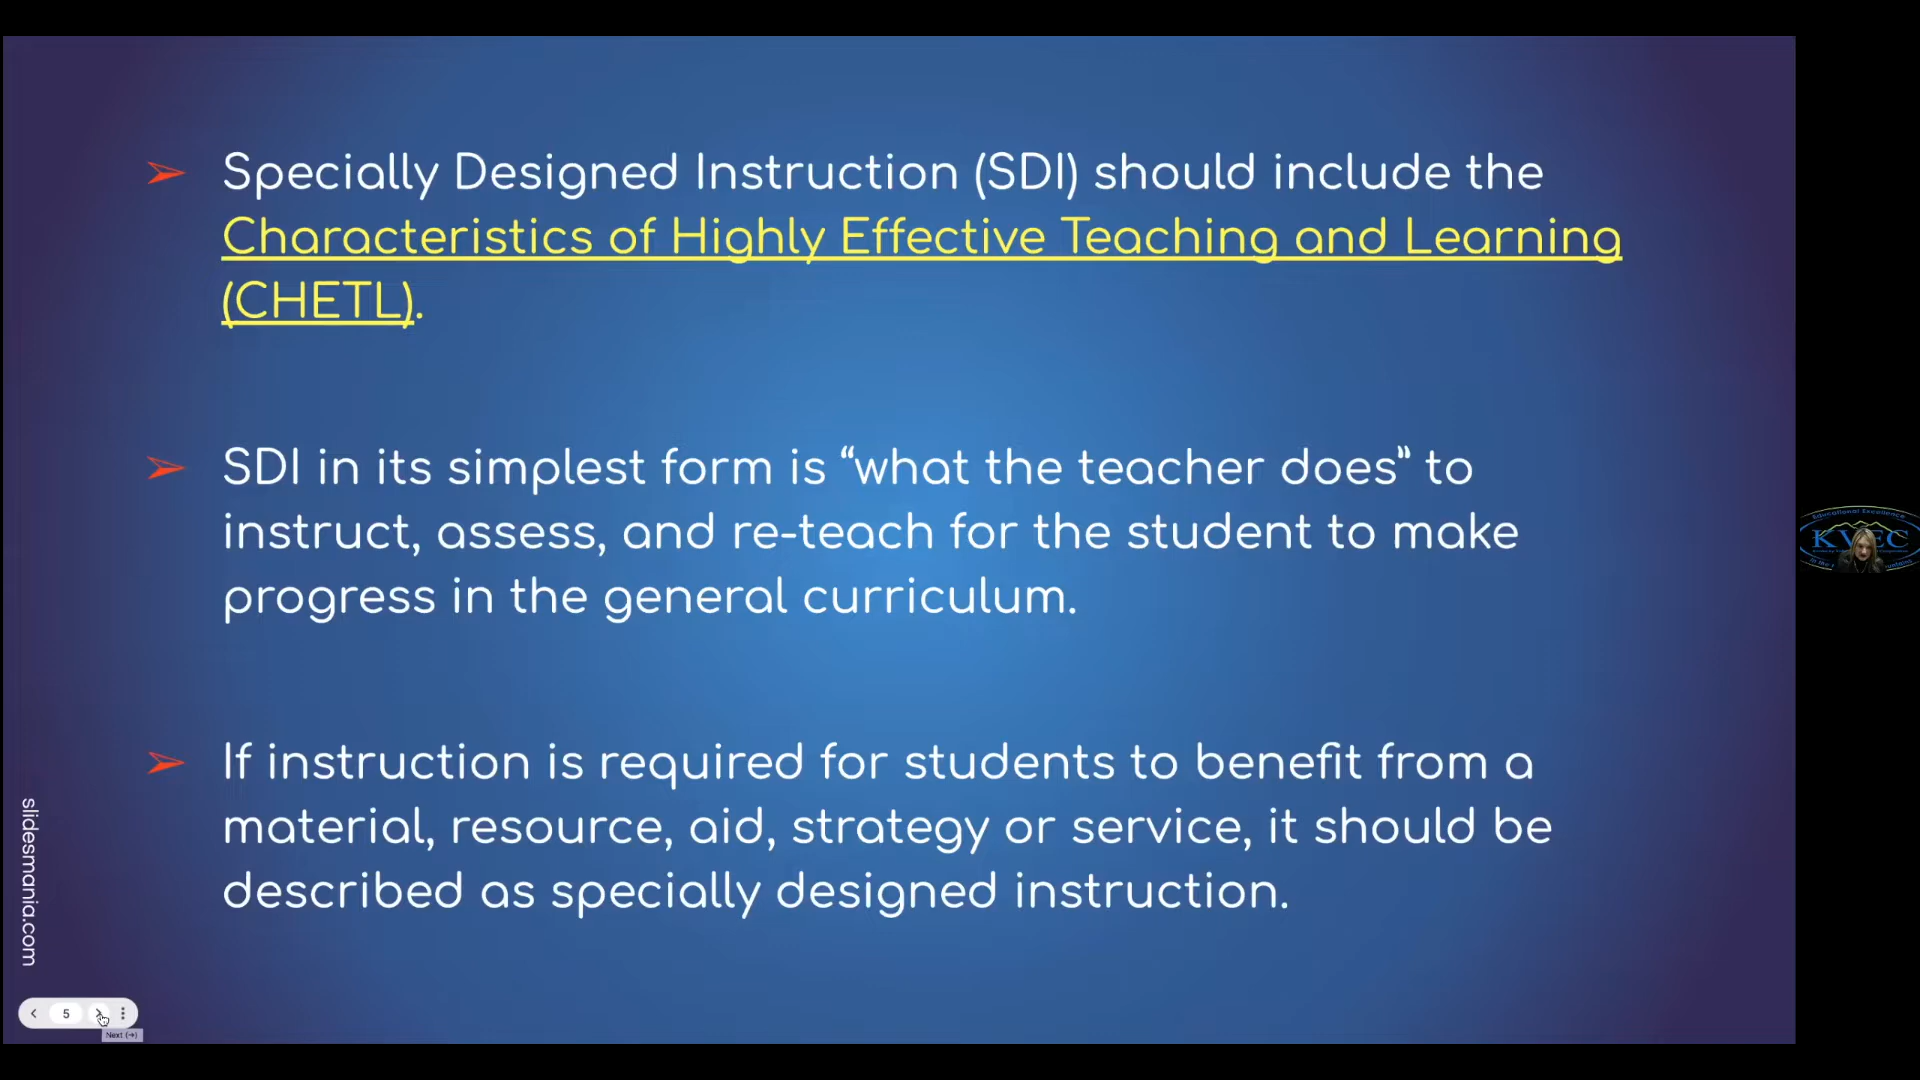 ➢ Specially Designed Instruction (SDI) should include the
Characteristics of Highly Effective Teaching and Learning
(CHETL).
➢ SDI in its simplest form is “what the teacher does” to
instruct, assess, and re-teach for the student to make
progress in the general curriculum.
➢ If instruction is required for students to benefit from a
material, resource, aid, strategy or service, it should be
described as specially designed instruction.
slidesmania.com
5
Next (→)
Educational Excellence